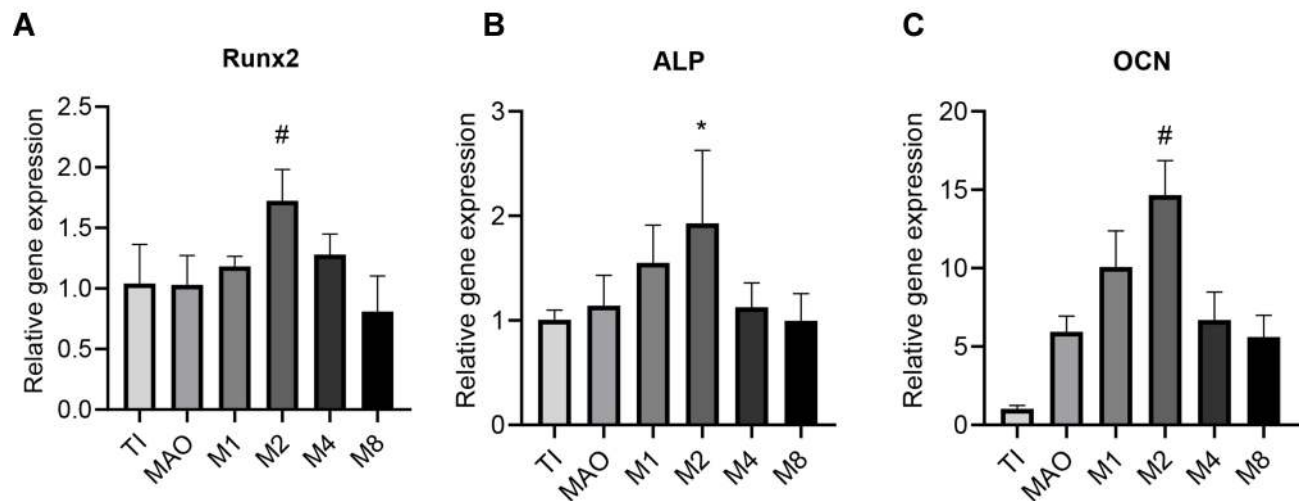 A
Runx2
Relative gene expression
2.5
2.0
1.5
1.0
0.5
0.0
#
TI
MAO
M1
M2
M4
M8
B
ALP
Relative gene expression
3
2
1
0
*
TI
MAO
M1
M2
M4
M8
C
OCN
Relative gene expression
20
15
10
5
0
#
TI
MAO
M1
M2
M4
M8